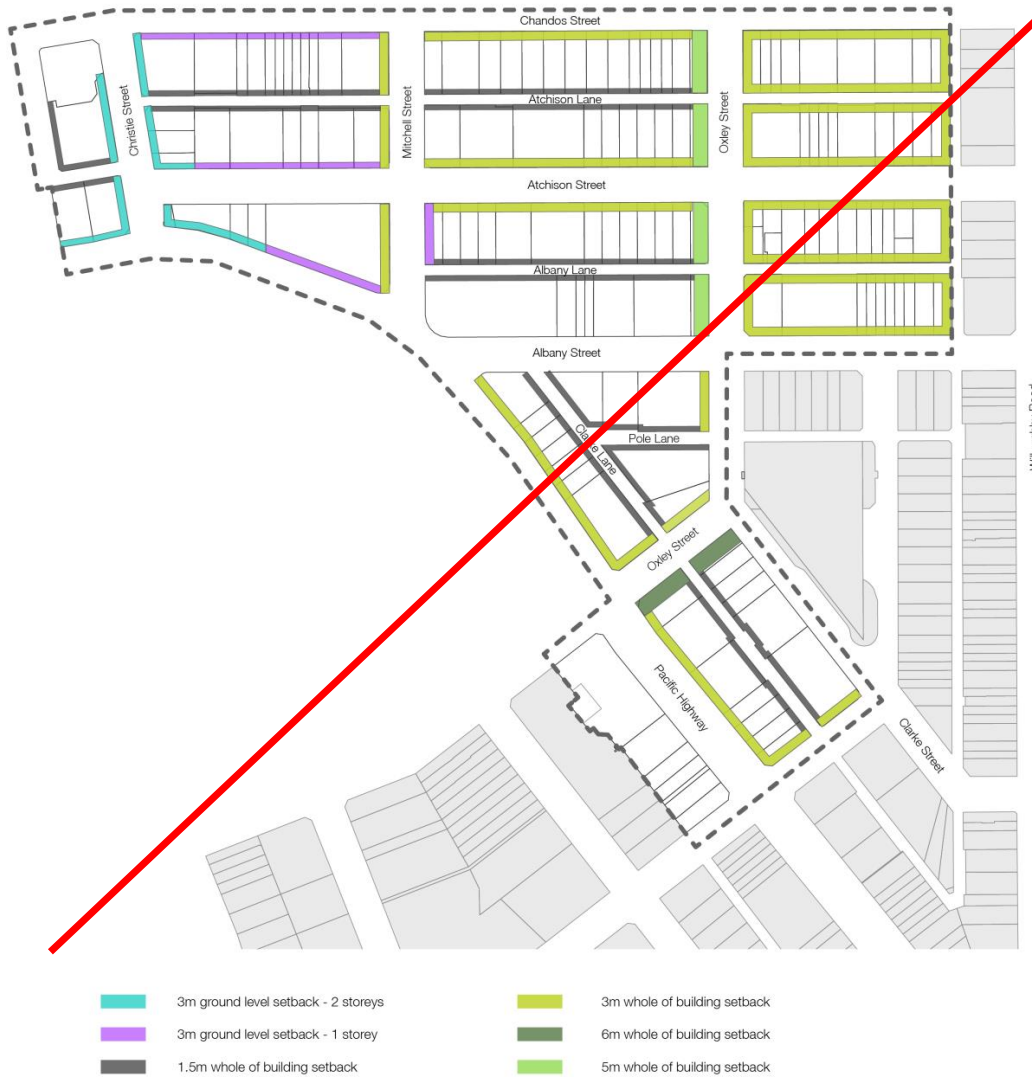 Chandos Street
Christie Street
Atchison Lane
Mitchell Street
Oxley Street
Atchison Street
Albany Lane
Albany Street
Clarke Lane
Pole Lane
Oxley Street
Pacific Highway
Clarke Street
3m ground level setback - 2 storeys
3m ground level setback - 1 storey
1.5m whole of building setback
3m whole of building setback
6m whole of building setback
5m whole of building setback